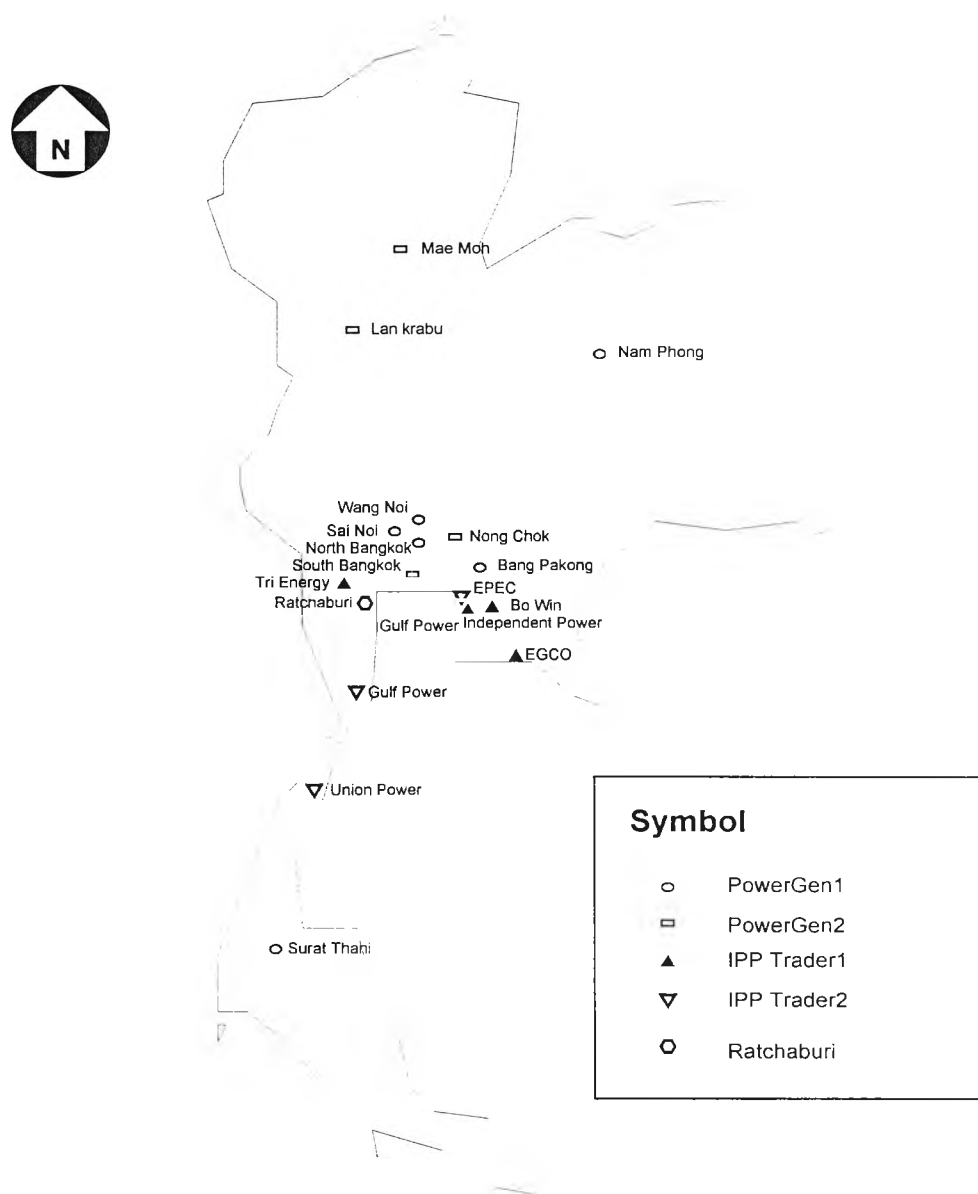 N
Mae Moh
Lan krabu
Nam Phong
Wang Noi
Sai Noi
Nong Chok
North Bangkok
South Bangkok
Bang Pakong
Tri Energy
EPEC
Ratchaburi
Bo Win
Gulf Power
Independent Power
EGCO
Gulf Power
Union Power
Surat Thahi
Symbol
PowerGen1
PowerGen2
IPP Trader1
IPP Trader2
Ratchaburi